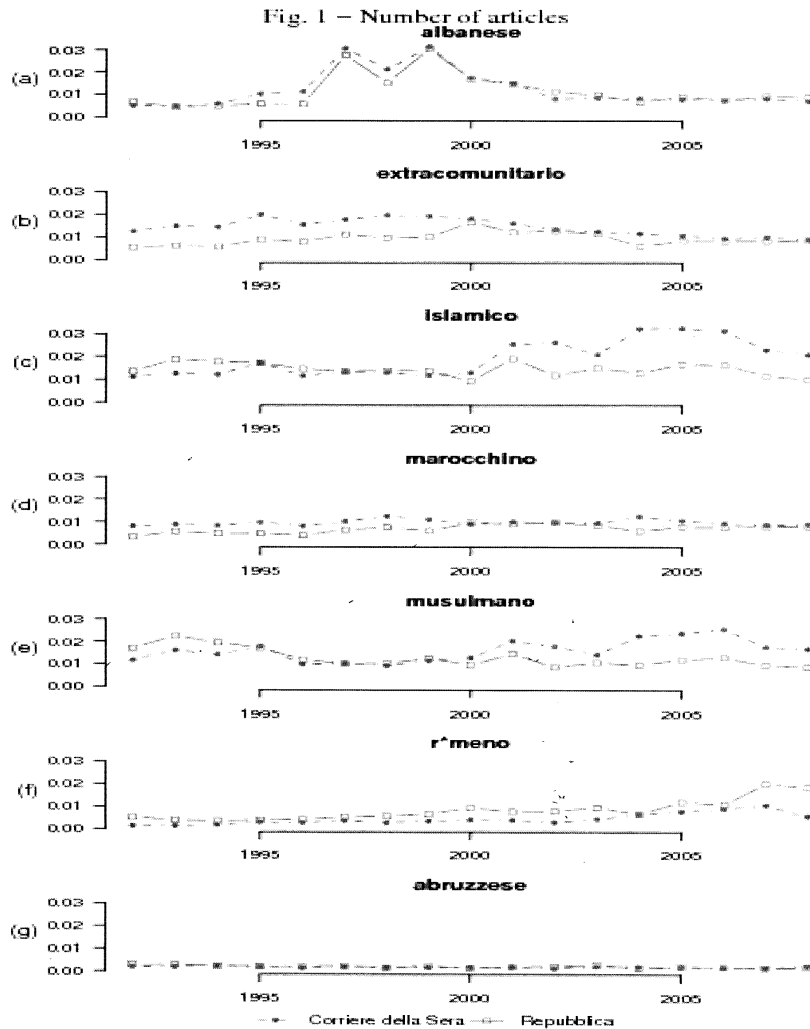 Fig. 1 – Number of articles
albanese
(a)
0.03
0.02
0.01
0.00
1995 2000 2005
extracomunitario
(b)
0.03
0.02
0.01
0.00
1995 2000 2005
islamico
(c)
0.03
0.02
0.01
0.00
1995 2000 2005
marocchino
(d)
0.03
0.02
0.01
0.00
1995 2000 2005
musulmano
(e)
0.03
0.02
0.01
0.00
1995 2000 2005
r*meno
(f)
0.03
0.02
0.01
0.00
1995 2000 2005
abruzzese
(g)
0.03
0.02
0.01
0.00
1995 2000 2005
Corriere della Sera Repubblica